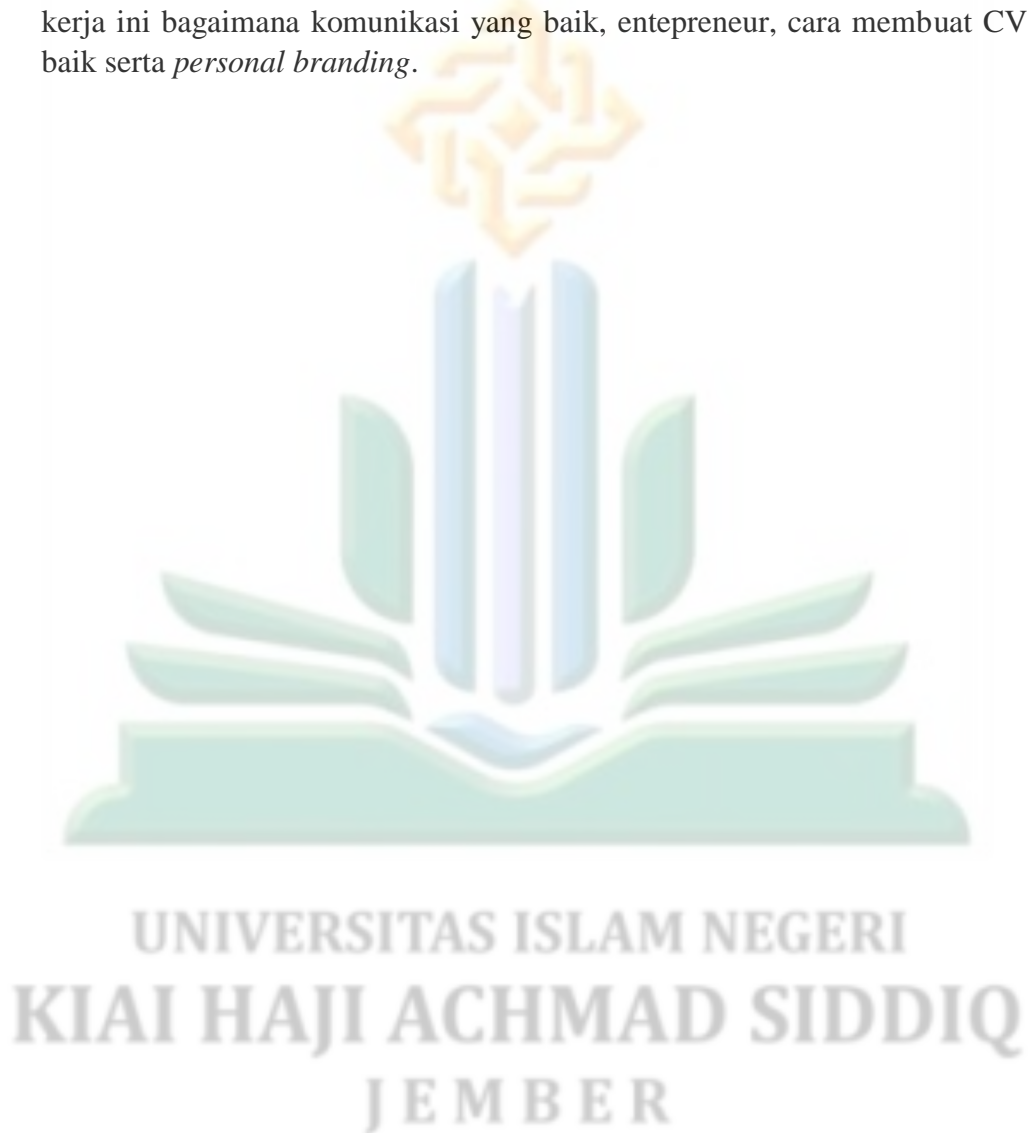 kerja ini bagaimana komunikasi yang baik, entepreneur, cara membuat CV
baik serta personal branding.
UNIVERSITAS ISLAM NEGERI
KIAI HAJI ACHMAD SIDDIQ
JEMBER